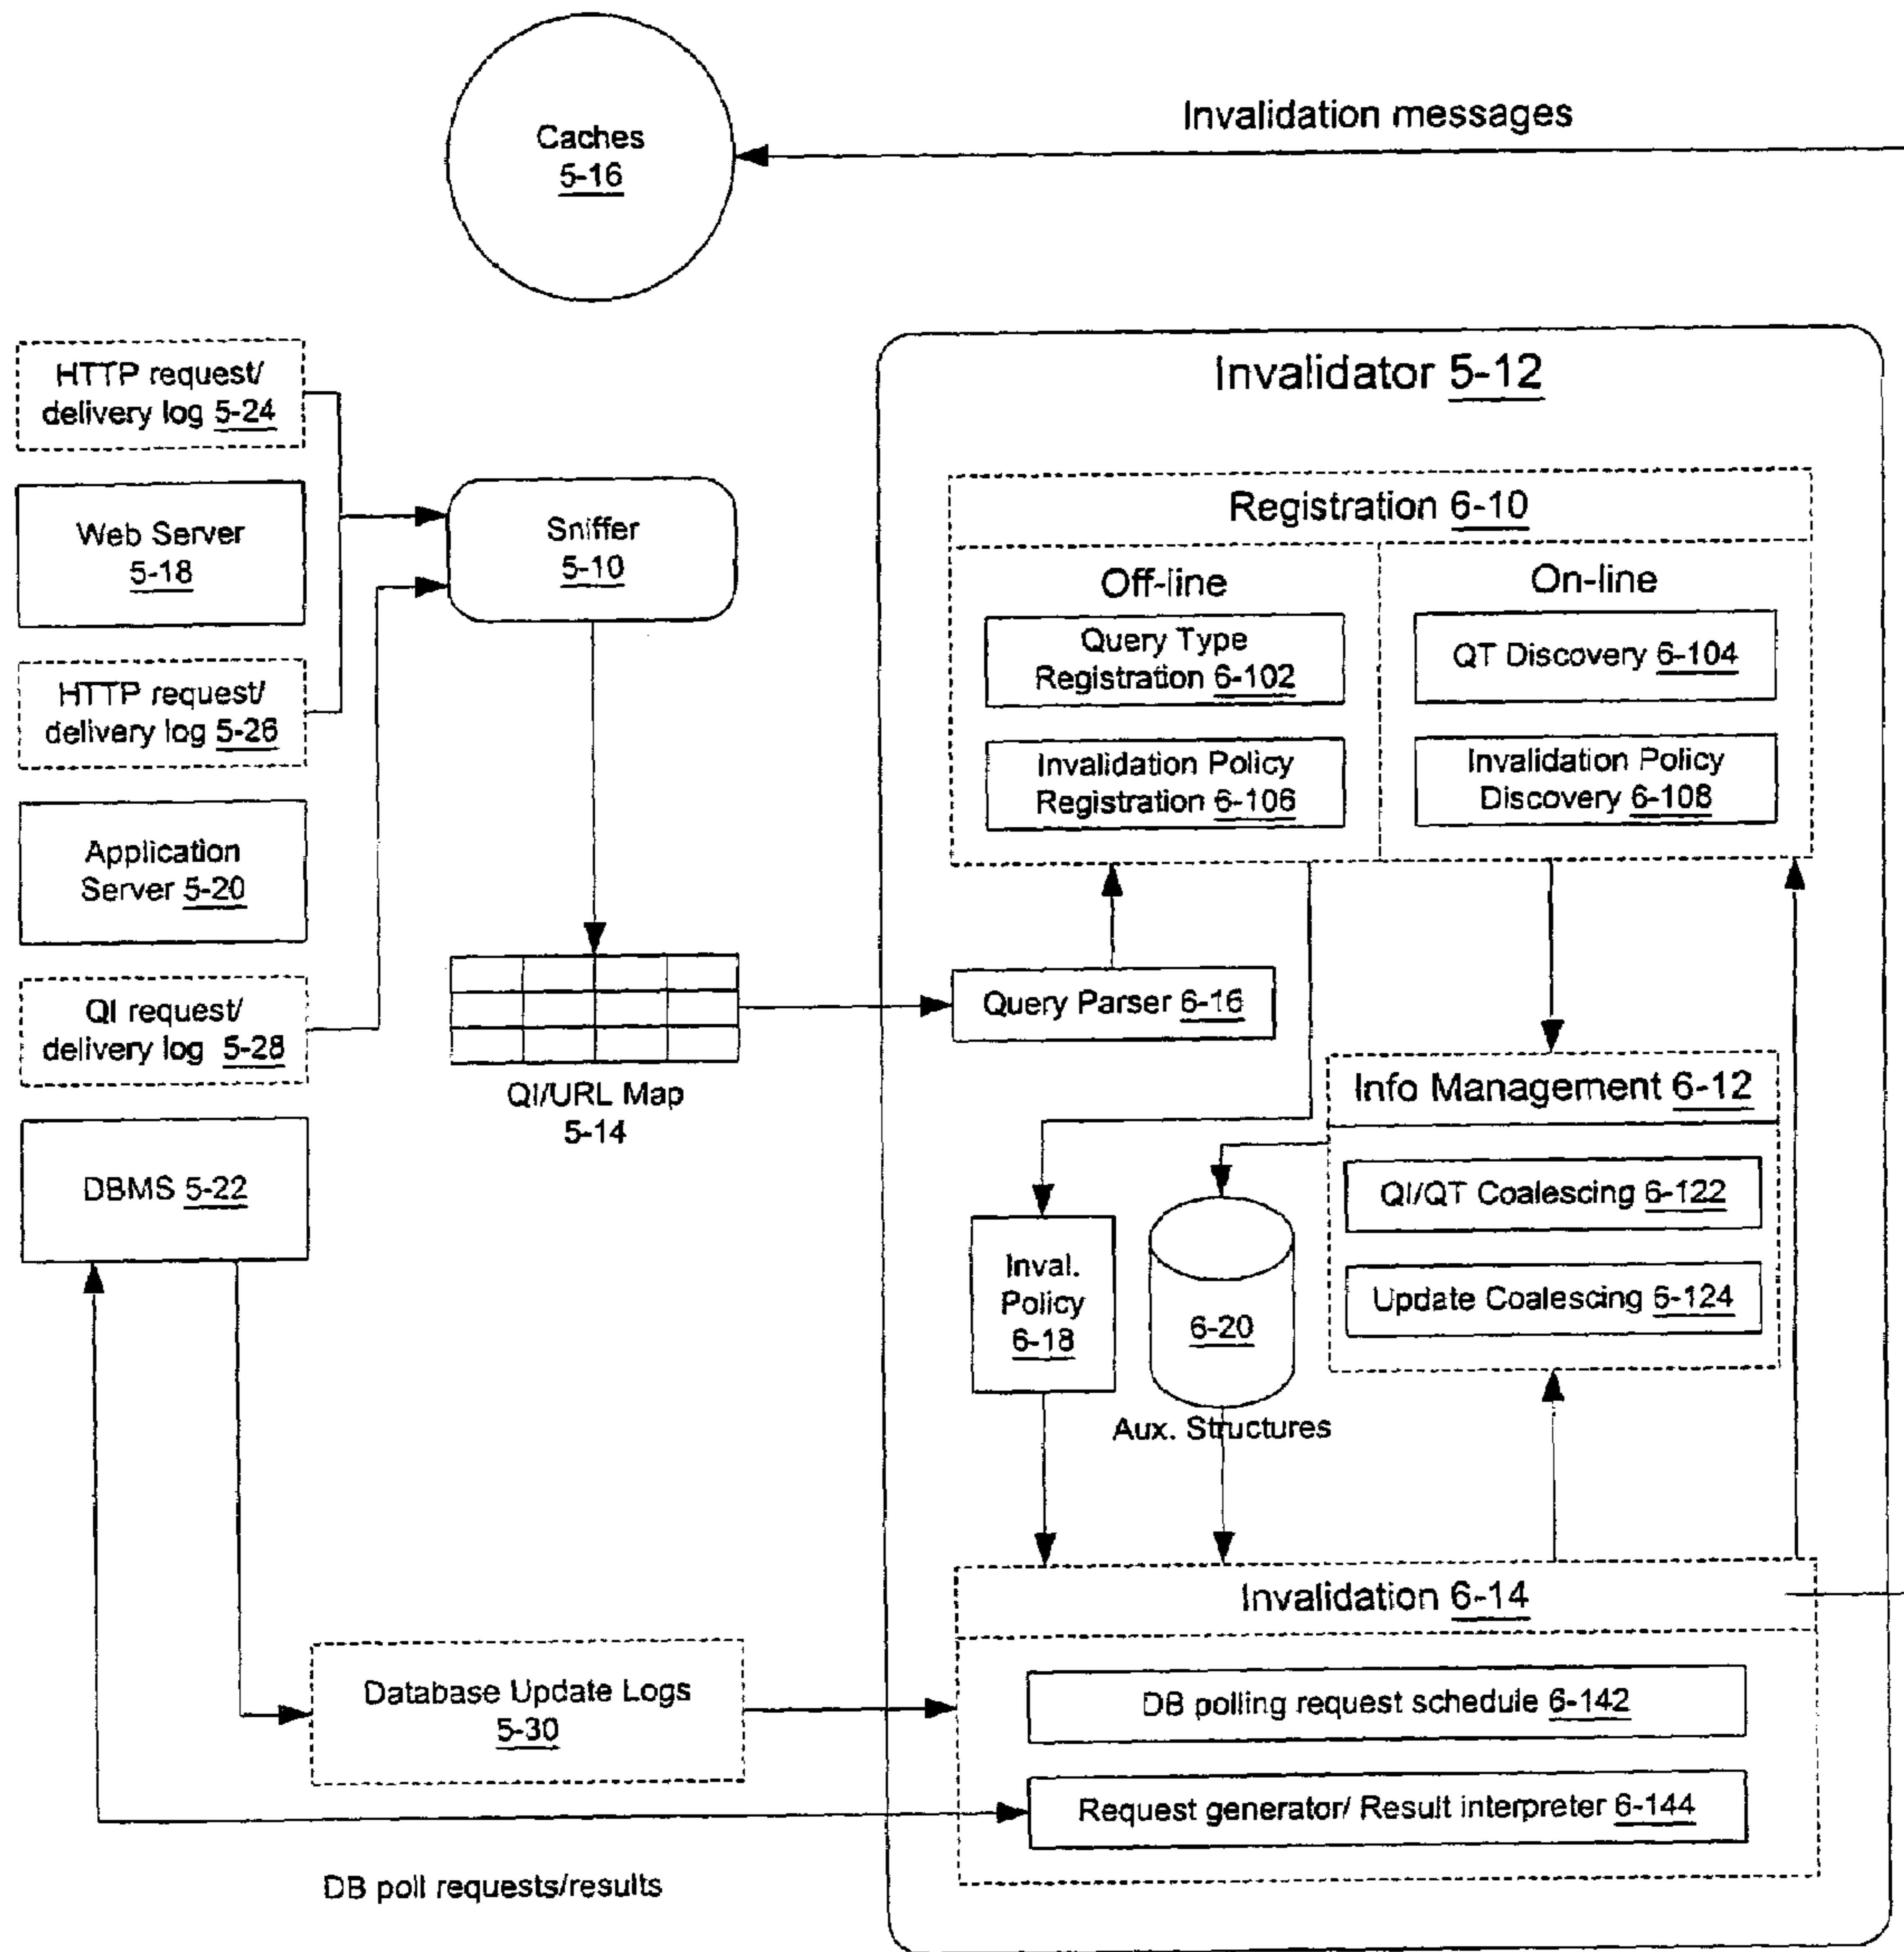 Caches
5-16
Invalidation messages
HTTP request/
delivery log 5-24
Web Server
5-18
HTTP request/
delivery log 5-26
Application
Server 5-20
QI request/
delivery log 5-28
DBMS 5-22
Sniffer
5-10
QI/URL Map
5-14
Database Update Logs
5-30
DB poll requests/results
Invalidator 5-12
Registration 6-10
Off-line
Query Type
Registration 6-102
Invalidation Policy
Registration 6-106
On-line
QT Discovery 6-104
Invalidation Policy
Discovery 6-108
Query Parser 6-16
Info Management 6-12
QI/QT Coalescing 6-122
Update Coalescing 6-124
Inval.
Policy
6-18
6-20
Aux. Structures
Invalidation 6-14
DB polling request schedule 6-142
Request generator/ Result interpreter 6-144